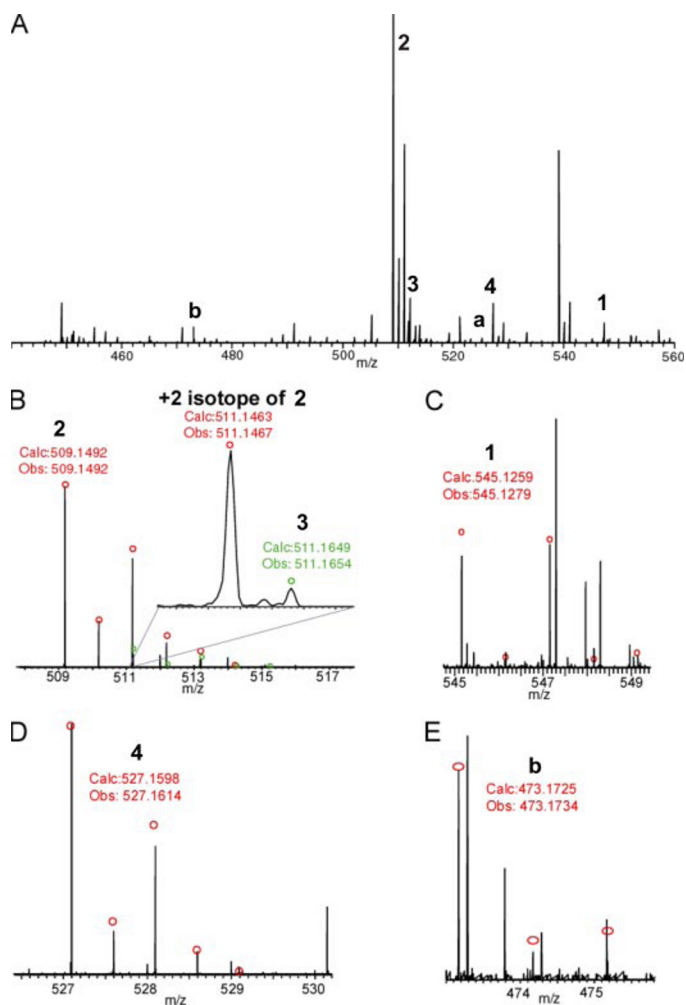 A
2
b
3
4
a
1
460
480
500
520
540
560
m/z
B
+2 isotope of 2
Calc:511.1463
Obs: 511.1467
2
Calc:509.1492
Obs: 509.1492
3
Calc:511.1649
Obs: 511.1654
509
511
513
515
517
m/z
C
1
Calc:545.1259
Obs:545.1279
545
547
549
m/z
D
4
Calc:527.1598
Obs: 527.1614
527
528
529
530
m/z
E
b
Calc:473.1725
Obs: 473.1734
474
475
m/z